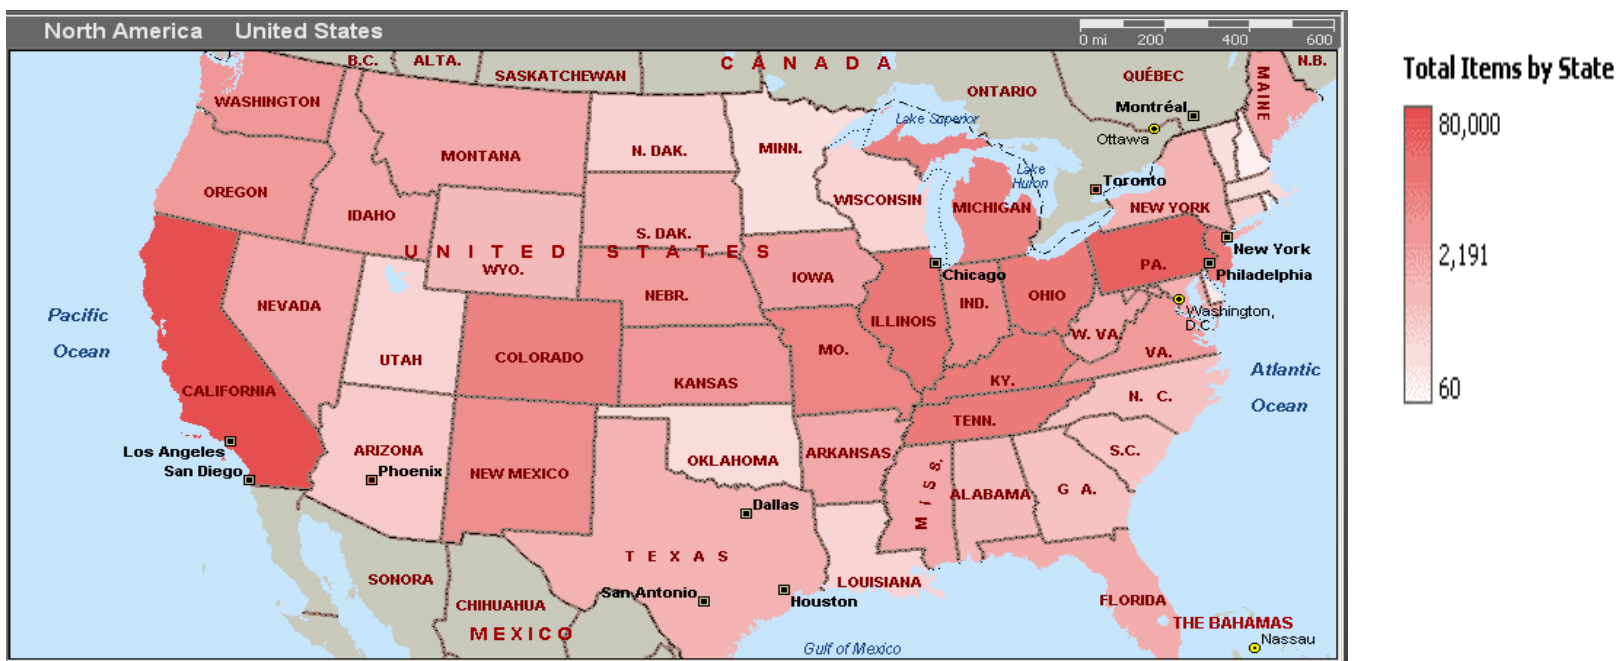 North America United States
0 mi 200 400 600
Total Items by State
80,000
2,191
60
B.C. ALTA. SASKATCHEWAN C A N A D A ONTARIO QUÉBEC N.B.
MAINE
Montréal
Ottawa
Lake Superior
Lake Huron
Toronto
WASHINGTON
MONTANA
N. DAK.
MINN.
OREGON
IDAHO
WISCONSIN
MICHIGAN
NEW YORK
S. DAK.
UNITED STATES
WYO.
IOWA
Chicago
PA.
New York
Philadelphia
NEVADA
NEBR.
ILLINOIS
IND.
OHIO
Washington, D.C.
Pacific
Ocean
UTAH
COLORADO
MO.
W. VA.
VA.
Atlantic
Ocean
CALIFORNIA
KANSAS
KY.
N. C.
TENN.
Los Angeles
San Diego
ARIZONA
Phoenix
NEW MEXICO
OKLAHOMA
ARKANSAS
S.C.
MISS.
ALABAMA
G A.
Dallas
T E X A S
SONORA
San Antonio
Houston
LOUISIANA
CHIHUAHUA
FLORIDA
MEXICO
THE BAHAMAS
Gulf of Mexico
Nassau